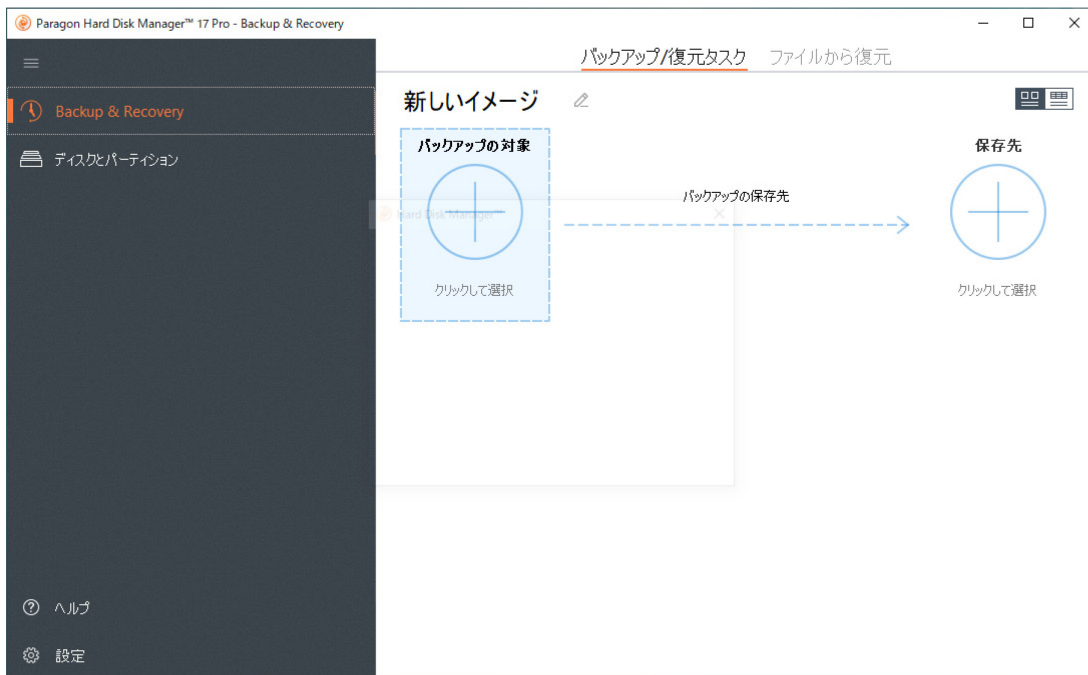 Paragon Hard Disk Manager™ 17 Pro - Backup & Recovery
バックアップ/復元タスク ファイルから復元
Backup & Recovery
ディスクとパーティション
新しいイメージ
バックアップの対象
保存先
バックアップの保存先
Hard Disk Manager™
クリックして選択
クリックして選択
ヘルプ
設定